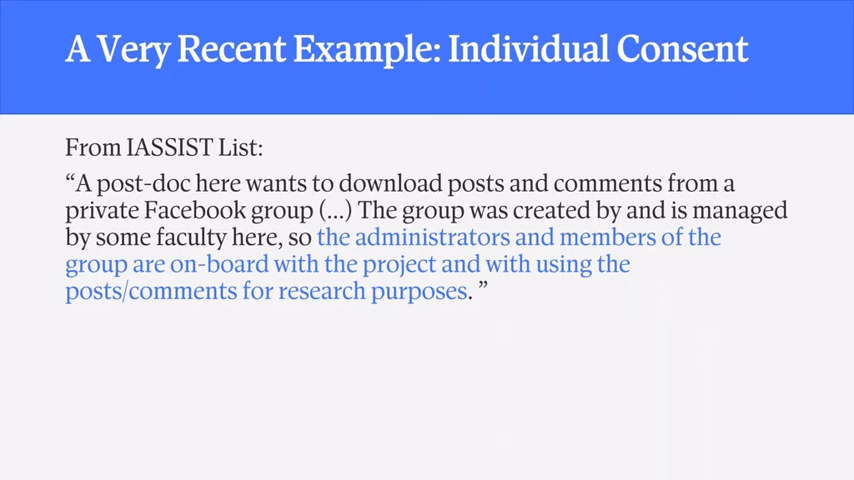 A Very Recent Example: Individual Consent
From IASSIST List:
“A post-doc here wants to download posts and comments from a
private Facebook group (...) The group was created by and is managed
by some faculty here, so the administrators and members of the
group are on-board with the project and with using the
posts/comments for research purposes. ”